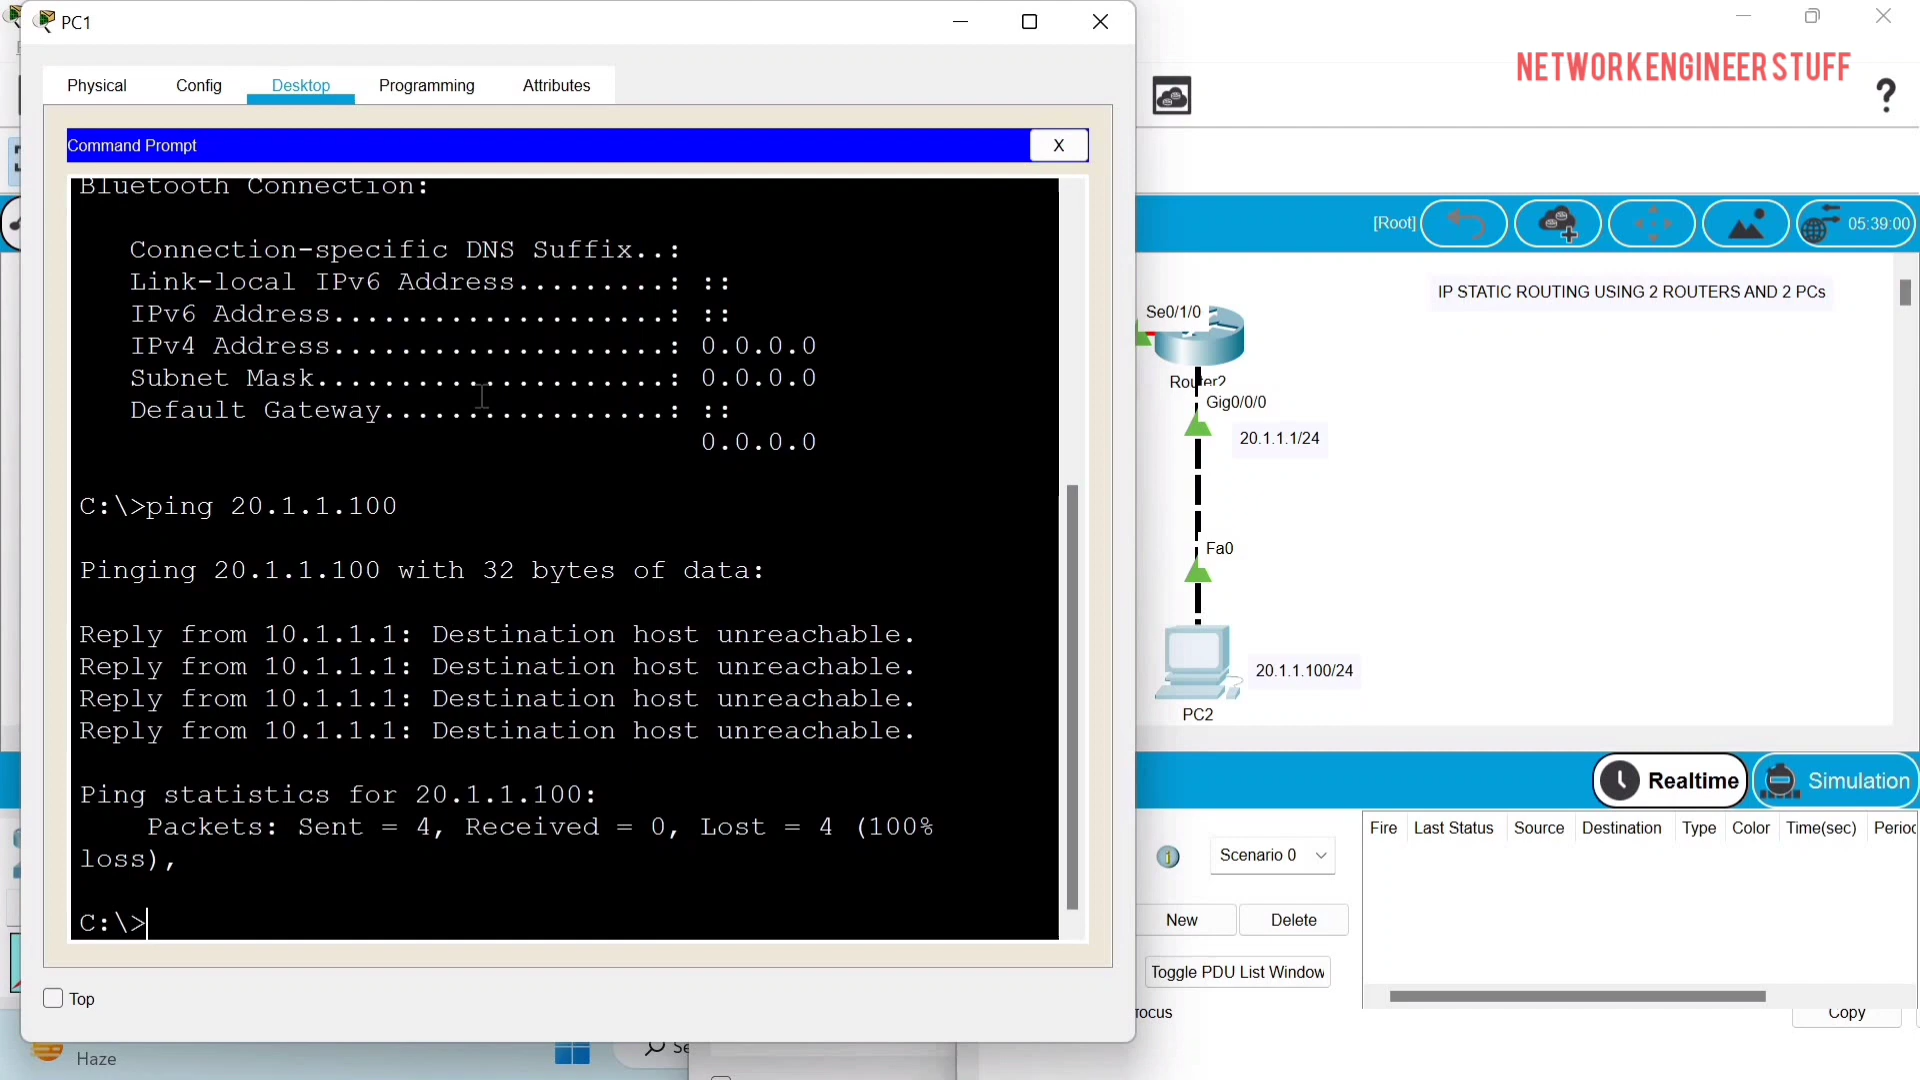 PC1
NETWORKENGINEER STUFF
Physical
Config
Desktop
Programming
Attributes
?
Command Prompt
X
Bluetooth Connection:
Connection-specific DNS Suffix..:
Link-local IPv6 Address.........: ::
IPv6 Address....................: ::
IPv4 Address....................: 0.0.0.0
Subnet Mask.....................: 0.0.0.0
Default Gateway.................: ::
0.0.0.0
C:\>ping 20.1.1.100
Pinging 20.1.1.100 with 32 bytes of data:
Reply from 10.1.1.1: Destination host unreachable.
Reply from 10.1.1.1: Destination host unreachable.
Reply from 10.1.1.1: Destination host unreachable.
Reply from 10.1.1.1: Destination host unreachable.
Ping statistics for 20.1.1.100:
Packets: Sent = 4, Received = 0, Lost = 4 (100%
loss),
C:\>
Top
[Root]
05:39:00
IP STATIC ROUTING USING 2 ROUTERS AND 2 PCs
Se0/1/0
Router2
Gig0/0/0
20.1.1.1/24
Fa0
20.1.1.100/24
PC2
Realtime
Simulation
Fire Last Status Source Destination Type Color Time(sec) Perioc
Scenario 0
New
Delete
Toggle PDU List Window
Copy
Haze